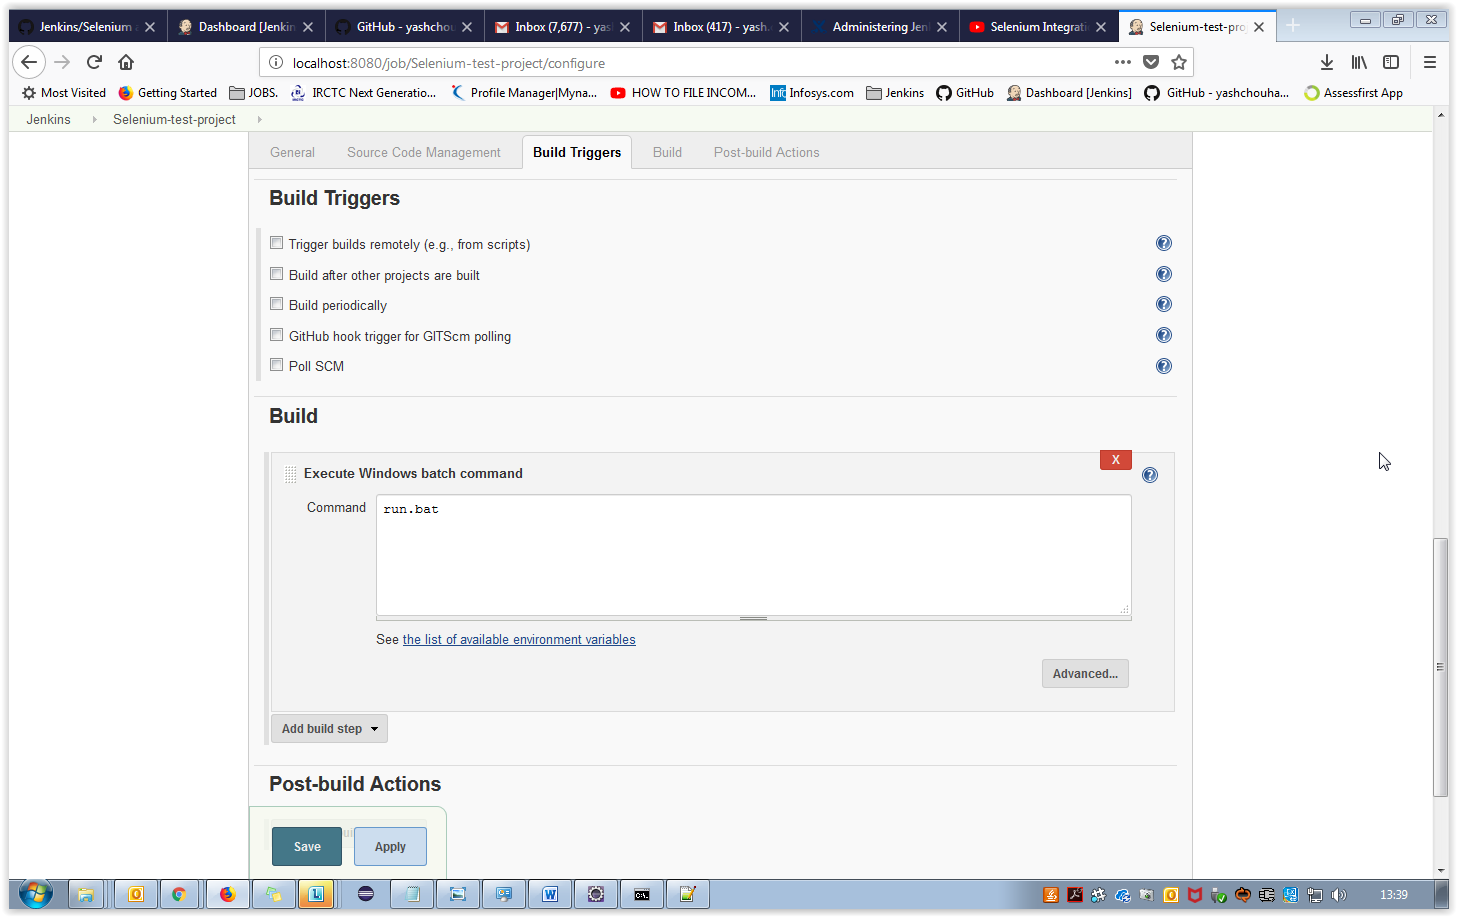 Jenkins/Selenium a
Dashboard [Jenkin
GitHub - yashchou
Inbox (7,677) - yas
Inbox (417) - yash.
Administering Jen
Selenium Integrati
Selenium-test-pro
localhost:8080/job/Selenium-test-project/configure
Most Visited
Getting Started
JOBS.
IRCTC Next Generatio...
Profile Manager|Myna...
HOW TO FILE INCOM...
Infosys.com
Jenkins
GitHub
Dashboard [Jenkins]
GitHub - yashchouha...
Assessfirst App
Jenkins
Selenium-test-project
General
Source Code Management
Build Triggers
Build
Post-build Actions
Build Triggers
Trigger builds remotely (e.g., from scripts)
Build after other projects are built
Build periodically
GitHub hook trigger for GITScm polling
Poll SCM
Build
X
Execute Windows batch command
Command
run.bat
See the list of available environment variables
Advanced...
Add build step
Post-build Actions
Save
Apply
13:39